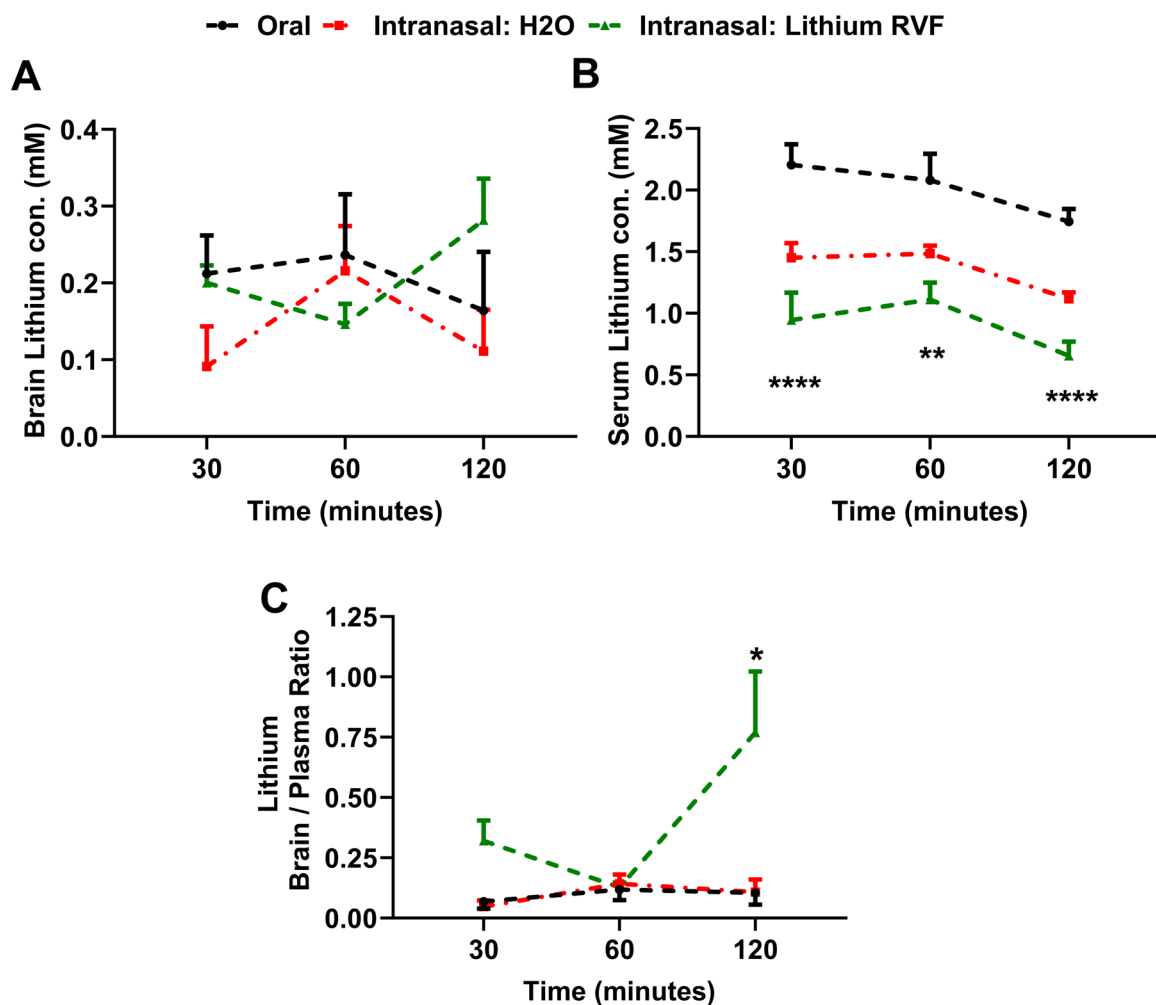 Oral Intranasal: H2O Intranasal: Lithium RVF
A
Brain Lithium con. (mM)
0.4
0.3
0.2
0.1
0.0
30 60 120
Time (minutes)
B
Serum Lithium con. (mM)
2.5
2.0
1.5
1.0
0.5
0.0
**** ** ****
30 60 120
Time (minutes)
C
Lithium
Brain / Plasma Ratio
1.25
1.00
0.75
0.50
0.25
0.00
*
30 60 120
Time (minutes)